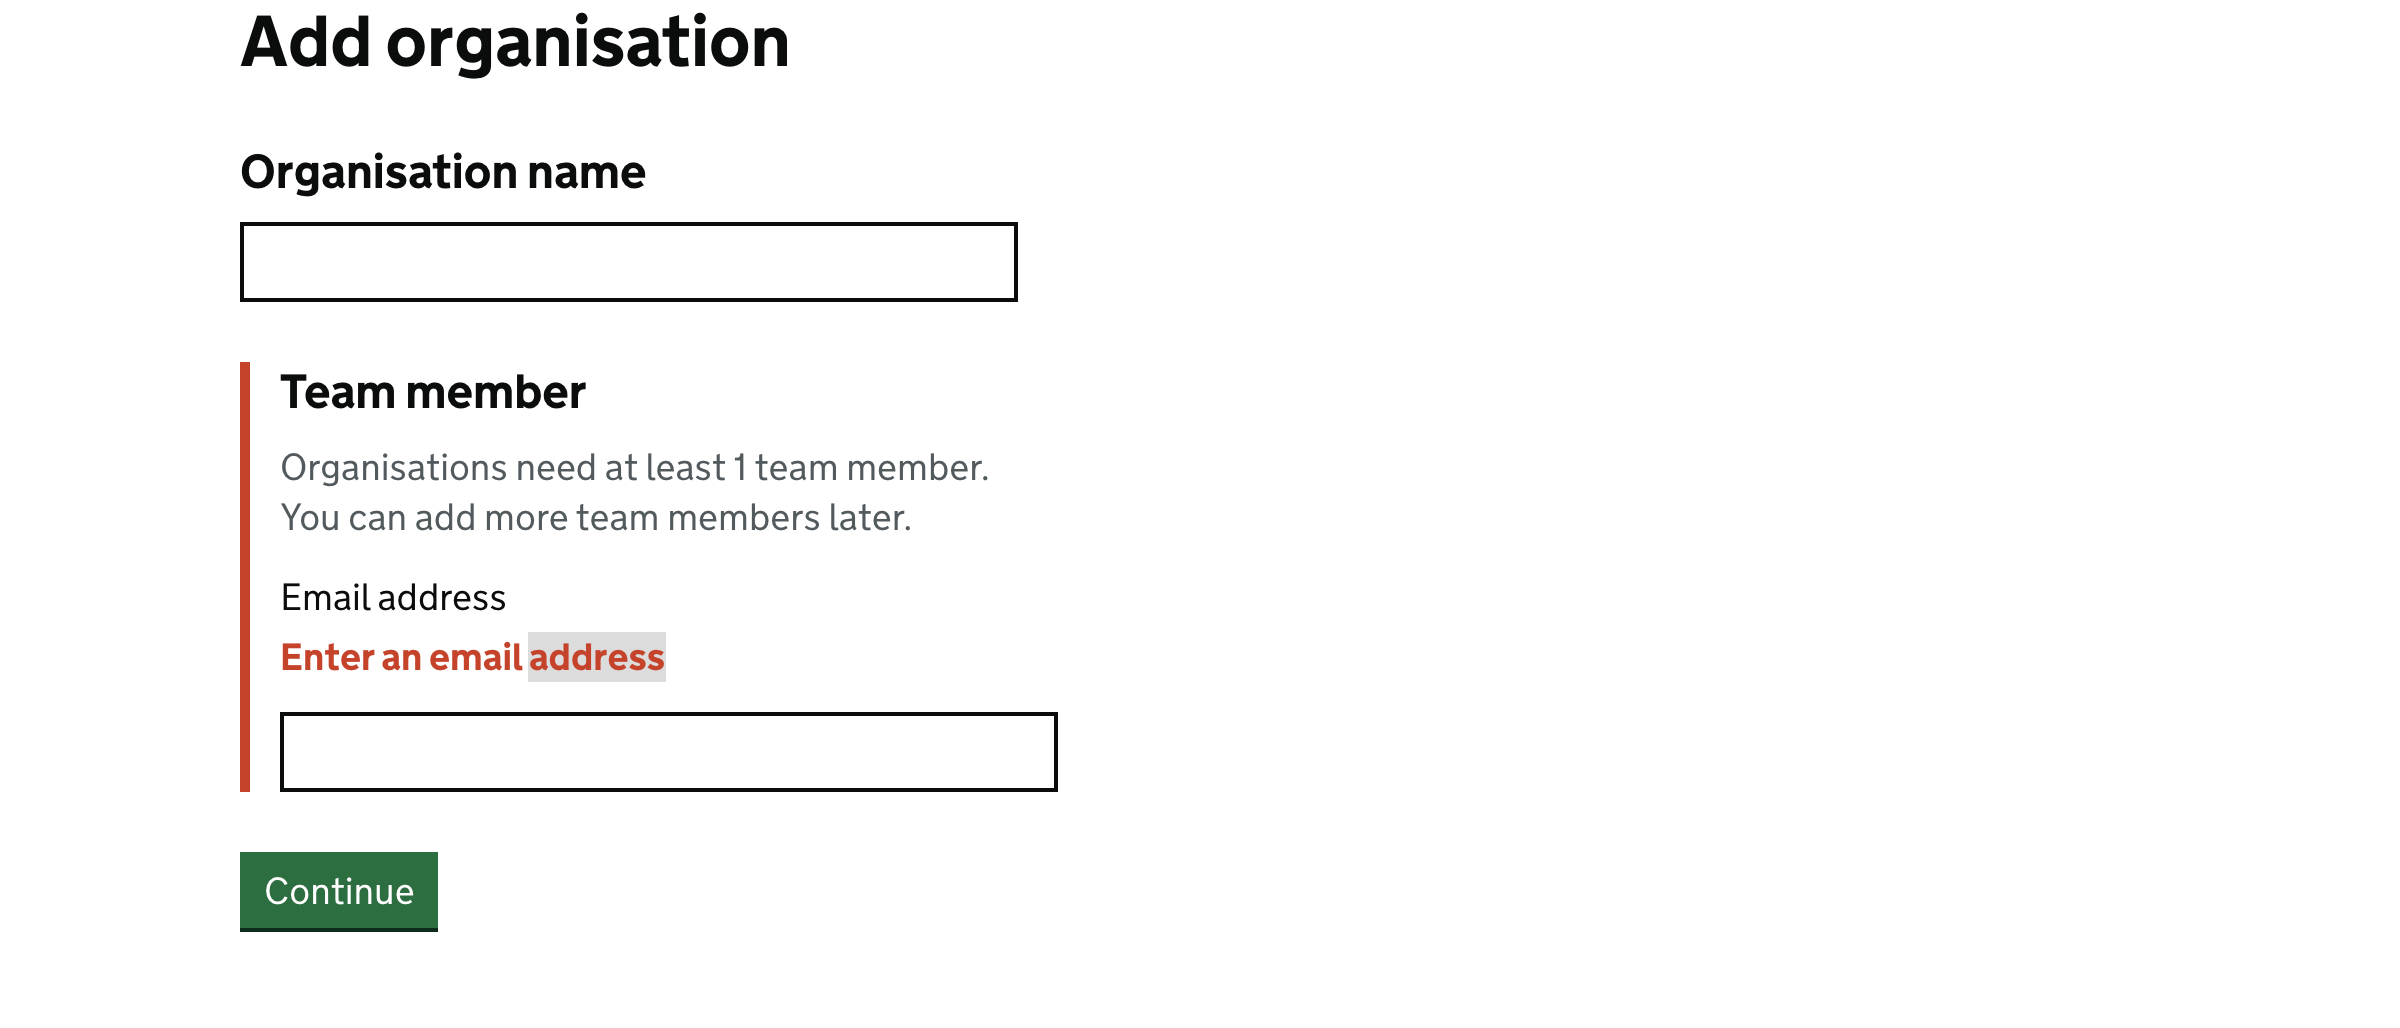 Add organisation
Organisation name
Team member
Organisations need at least 1 team member.
You can add more team members later.
Email address
Enter an email address
Continue